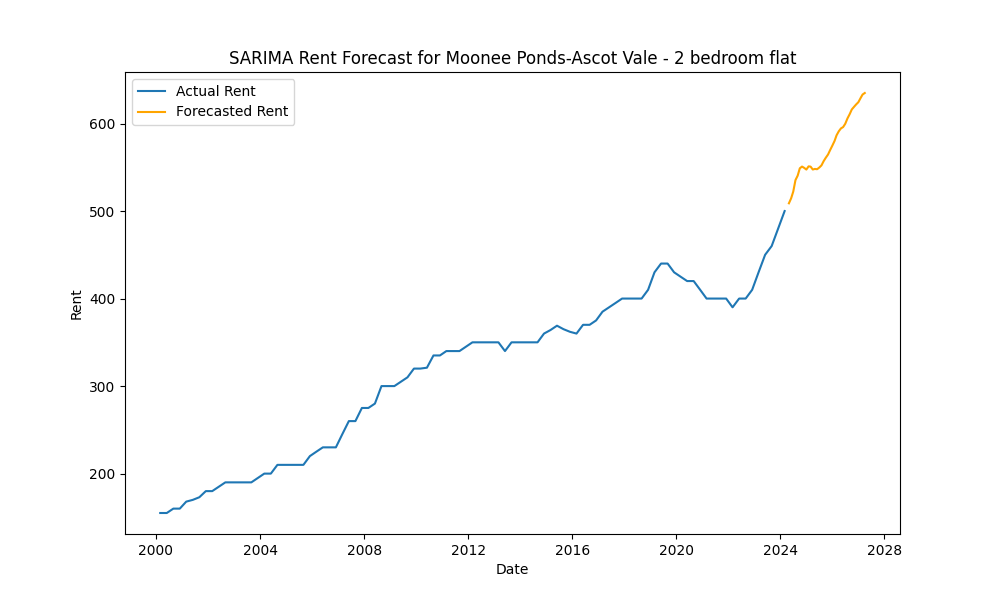 SARIMA Rent Forecast for Moonee Ponds-Ascot Vale - 2 bedroom flat
Actual Rent
Forecasted Rent
600
500
400
300
200
Rent
2000 2004 2008 2012 2016 2020 2024 2028
Date